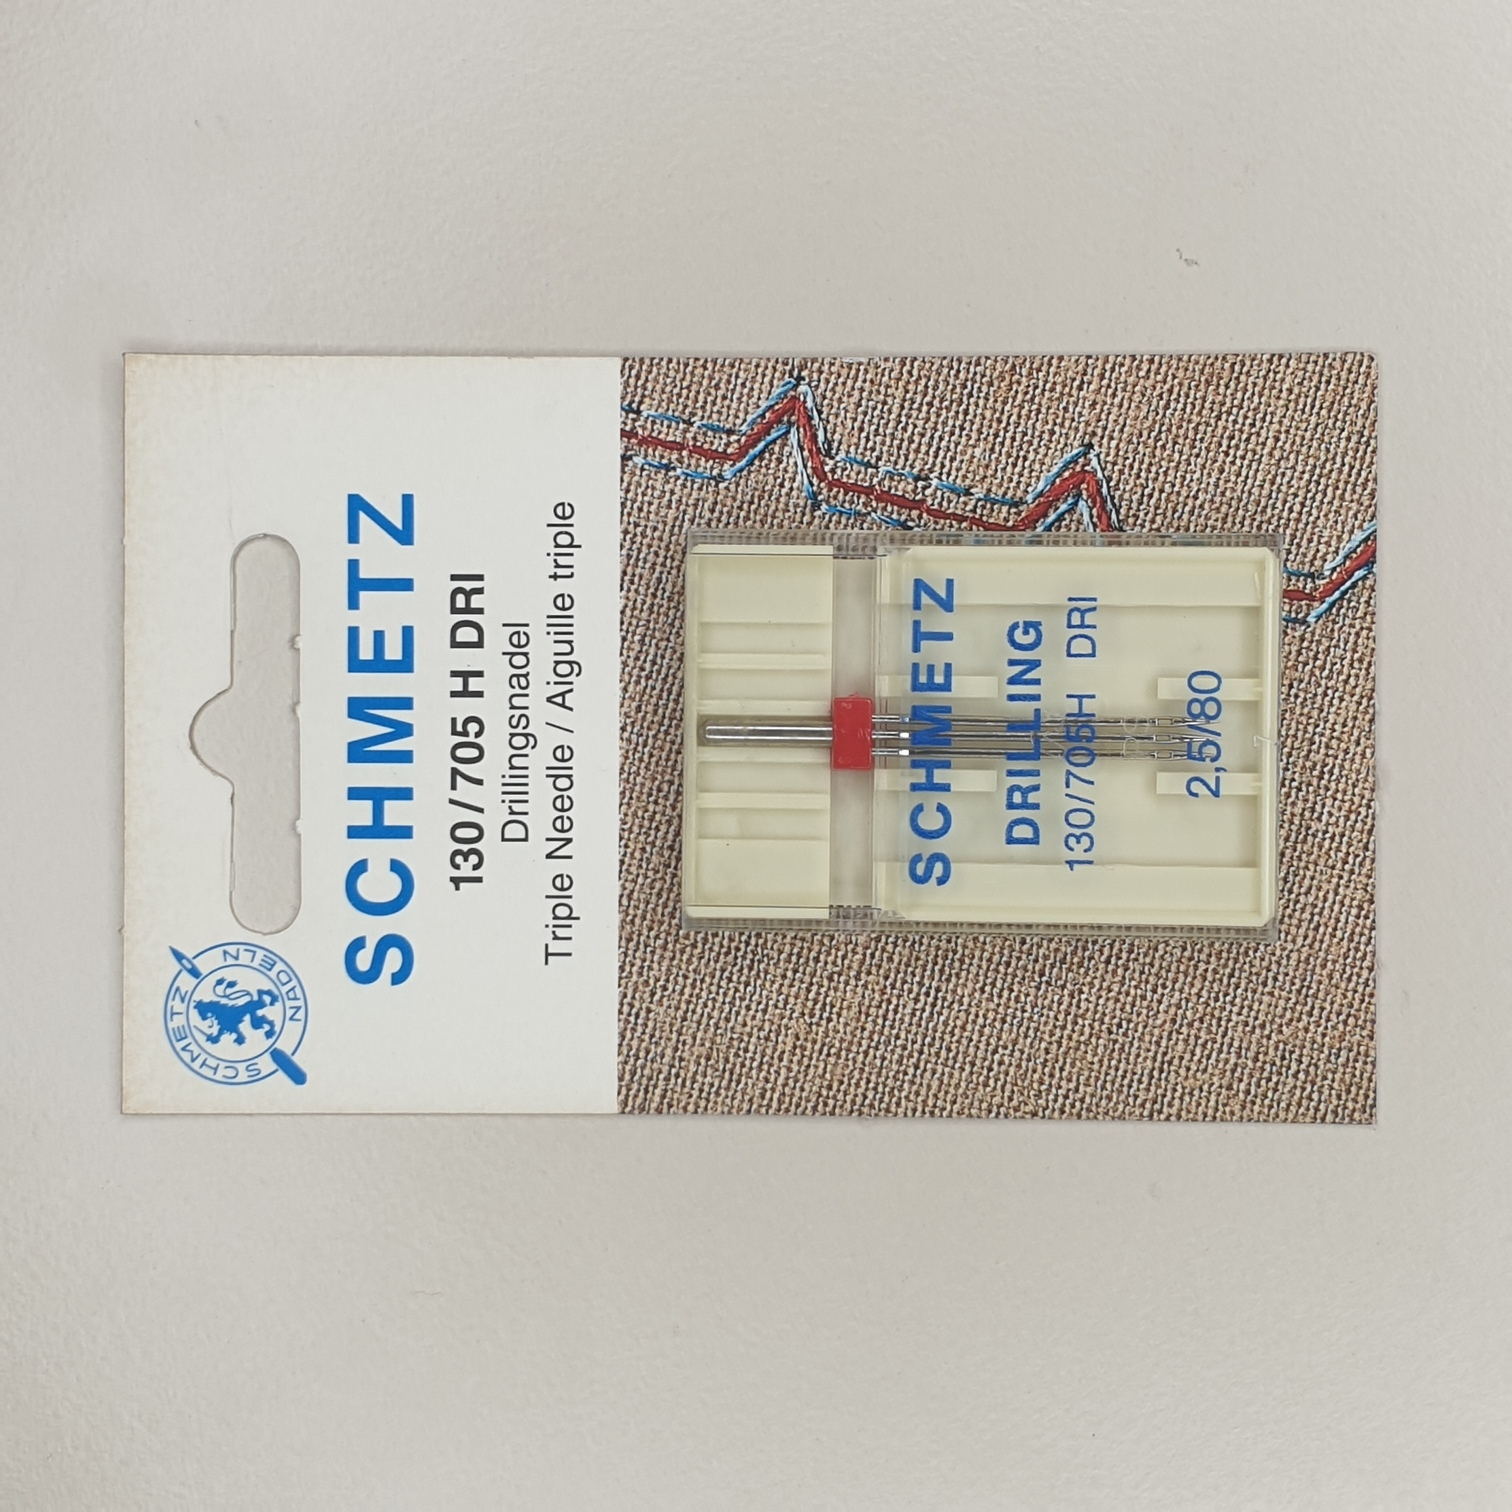 SCHMETZ NADELN
SCHMETZ
130/705 H DRI
Drillingsnadel
Triple Needle / Aiguille triple
SCHMETZ
DRILLING
130/705H DRI
2,5/80